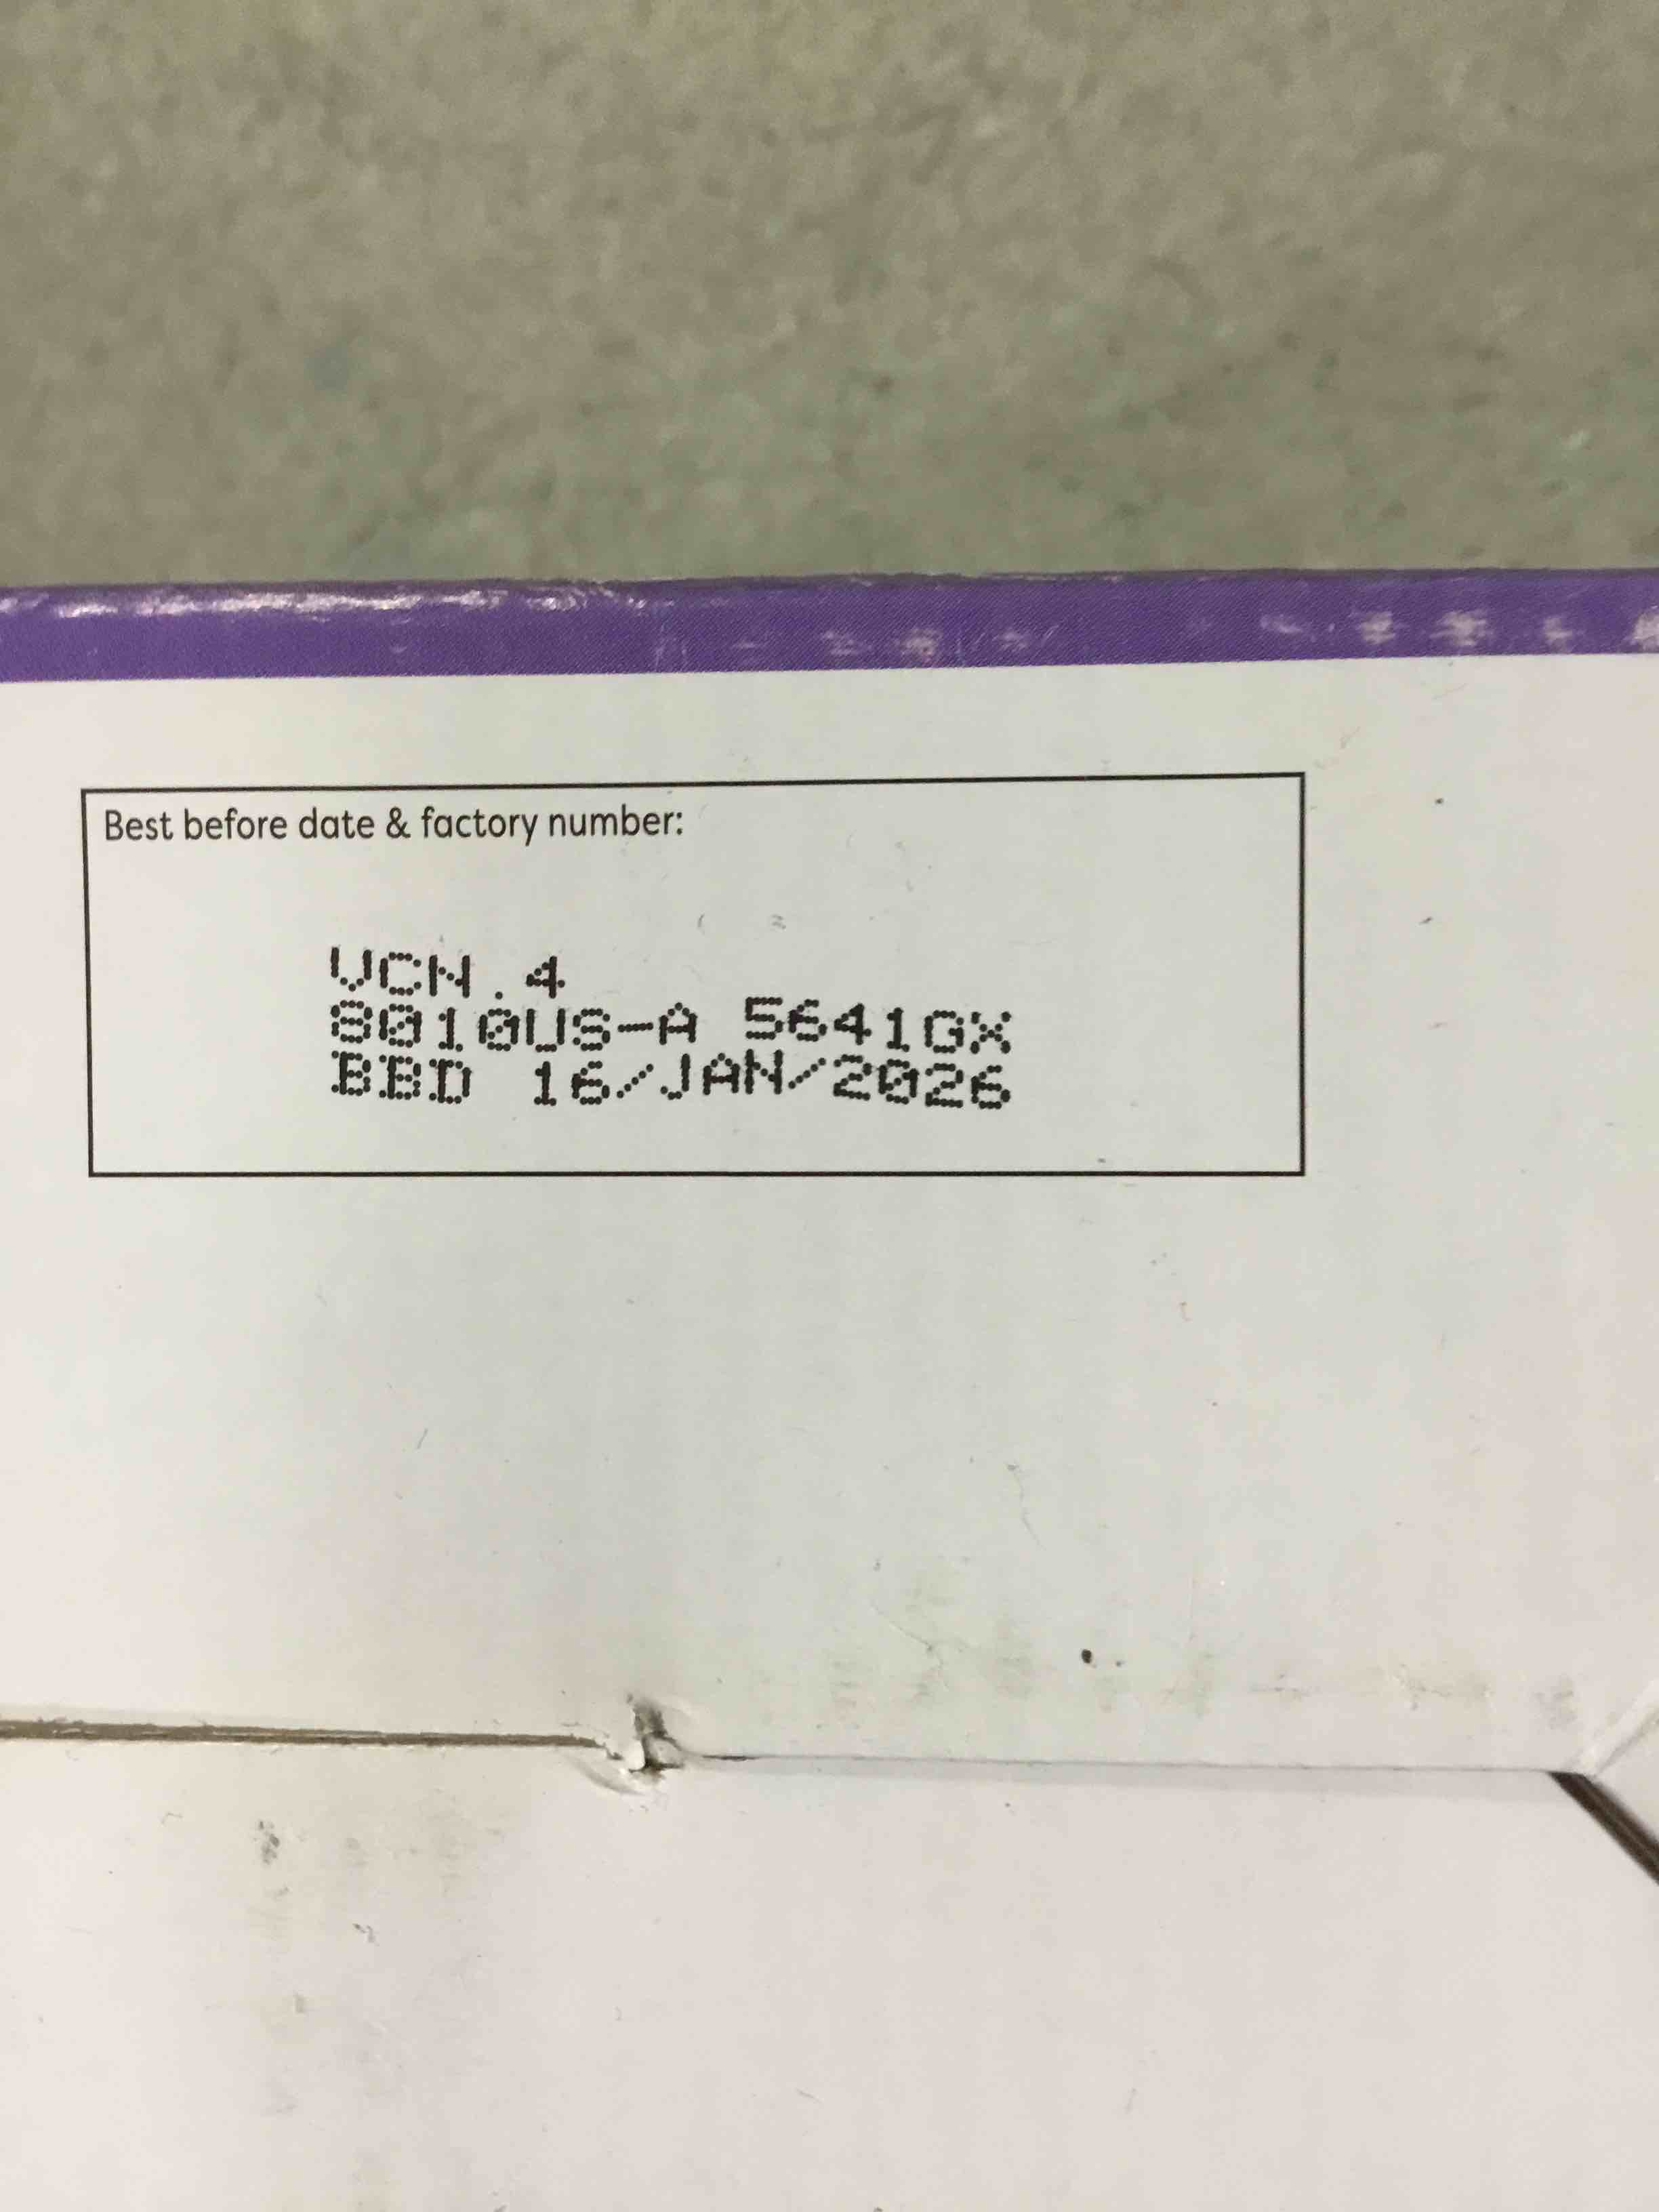 Best before date & factory number:
VCN.4
8010US-A 5641GX
BBD 16/JAN/2026